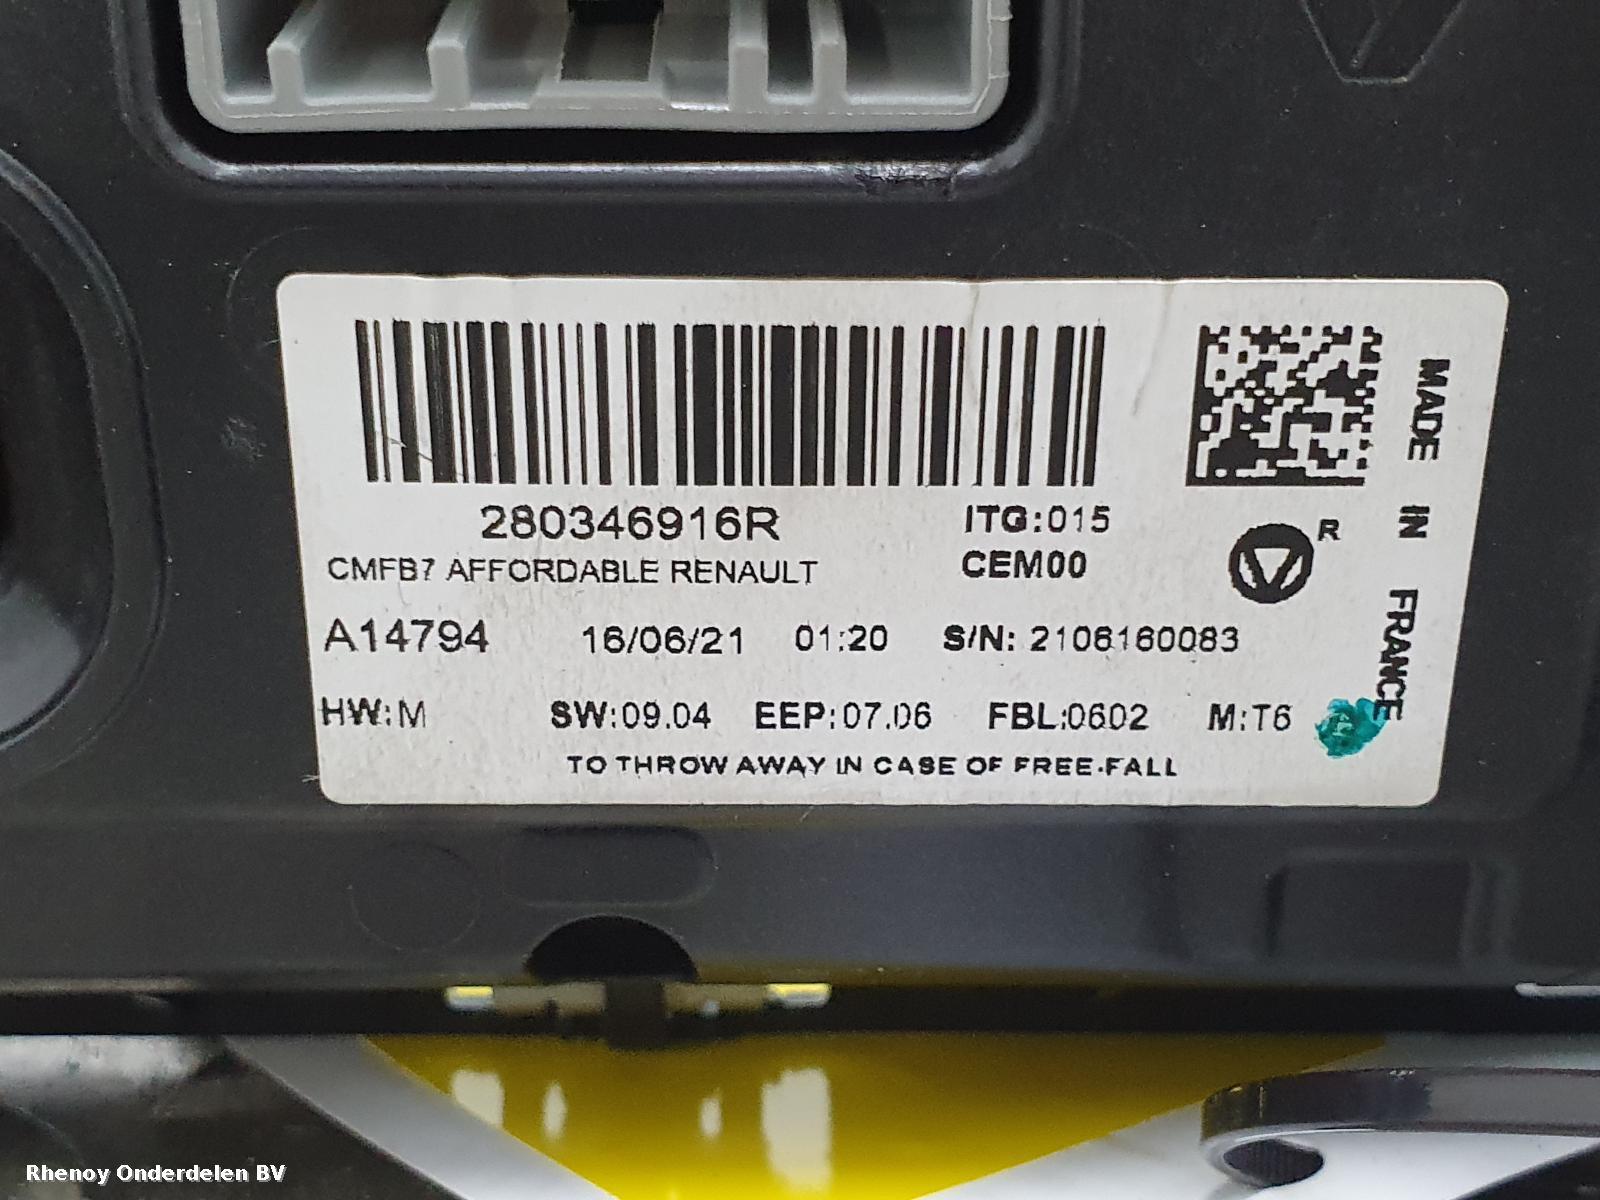 280346916R
ITG:015
CMFB7 AFFORDABLE RENAULT
CEM00
R
MADE IN FRANCE
A14794 16/06/21 01:20 S/N: 2106160083
HW:M SW:09.04 EEP:07.06 FBL:0602 M:T6
TO THROW AWAY IN CASE OF FREE-FALL
Rhenoy Onderdelen BV